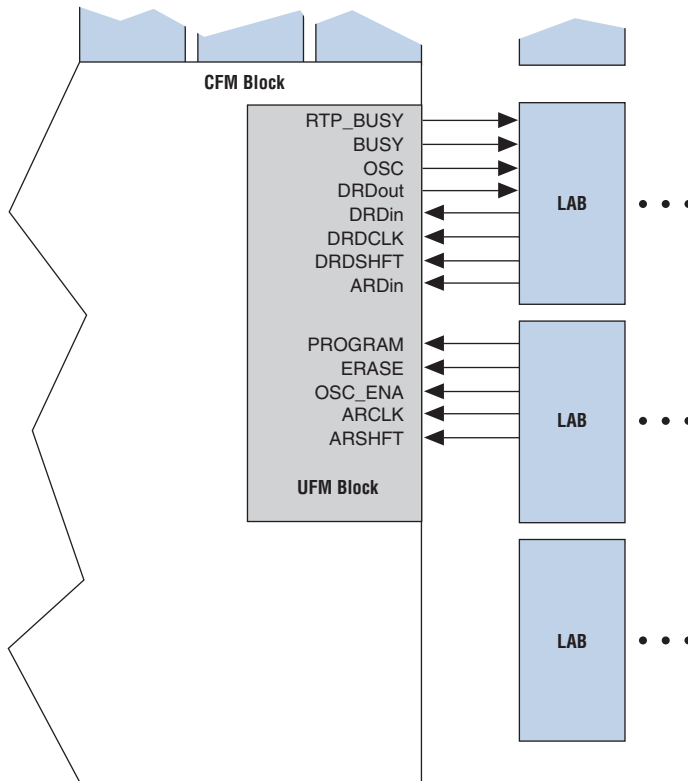 CFM Block
RTP_BUSY
BUSY
OSC
DRDout
DRDin
DRDCLK
DRDSHFT
ARDin
LAB
PROGRAM
ERASE
OSC_ENA
ARCLK
ARSHFT
LAB
UFM Block
LAB